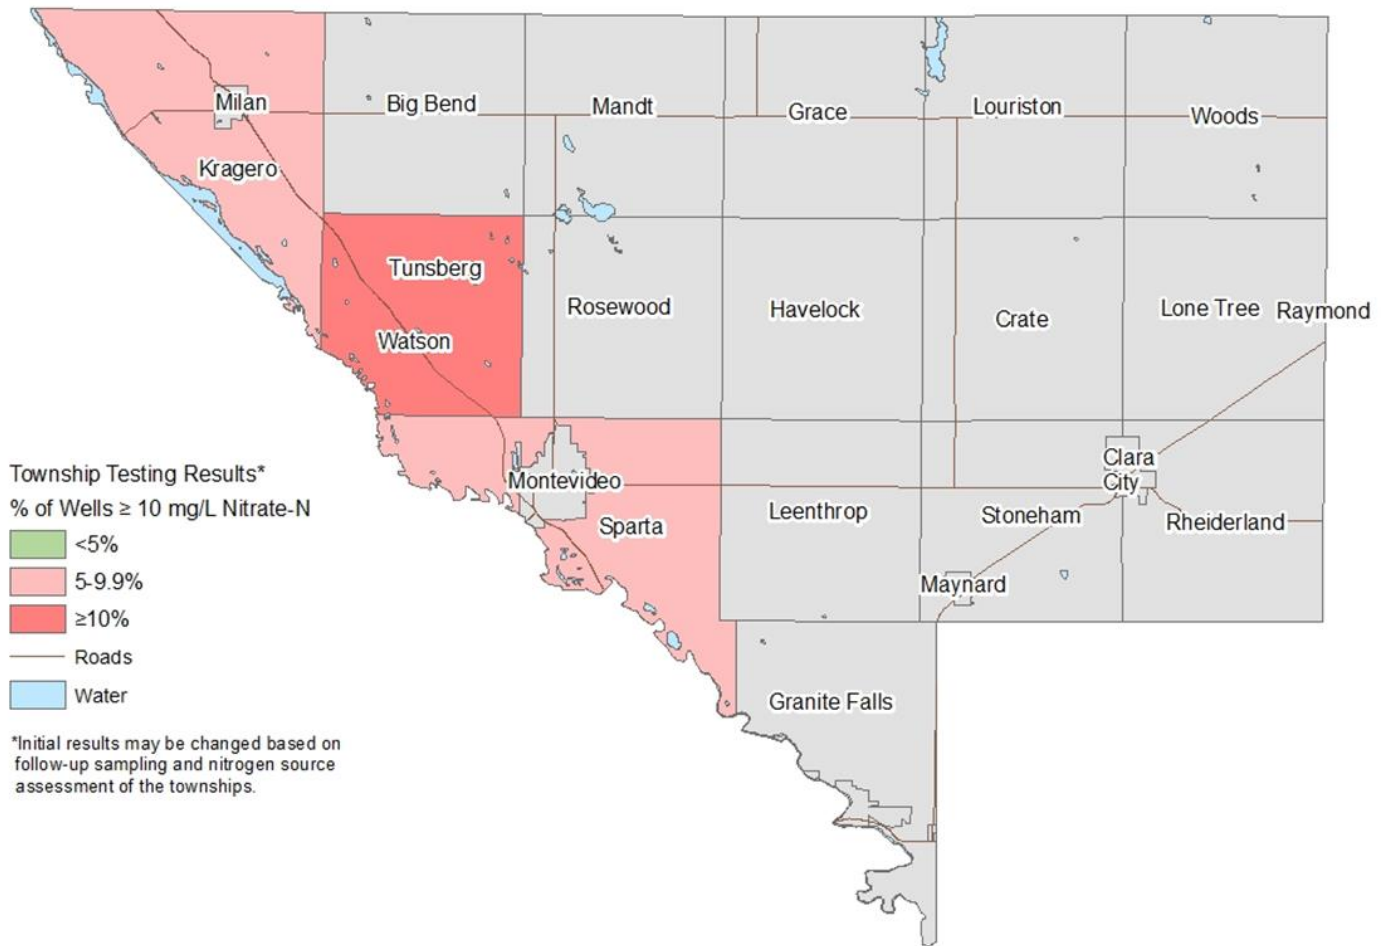 Milan
Big Bend
Mandt
Grace
Louriston
Woods
Kragero
Tunsberg
Rosewood
Havelock
Crate
Lone Tree
Raymond
Watson
Montevideo
Sparta
Leenthrop
Stoneham
Clara
City
Rheiderland
Maynard
Granite Falls
Township Testing Results*
% of Wells ≥ 10 mg/L Nitrate-N
<5%
5-9.9%
≥10%
Roads
Water
*Initial results may be changed based on
follow-up sampling and nitrogen source
assessment of the townships.